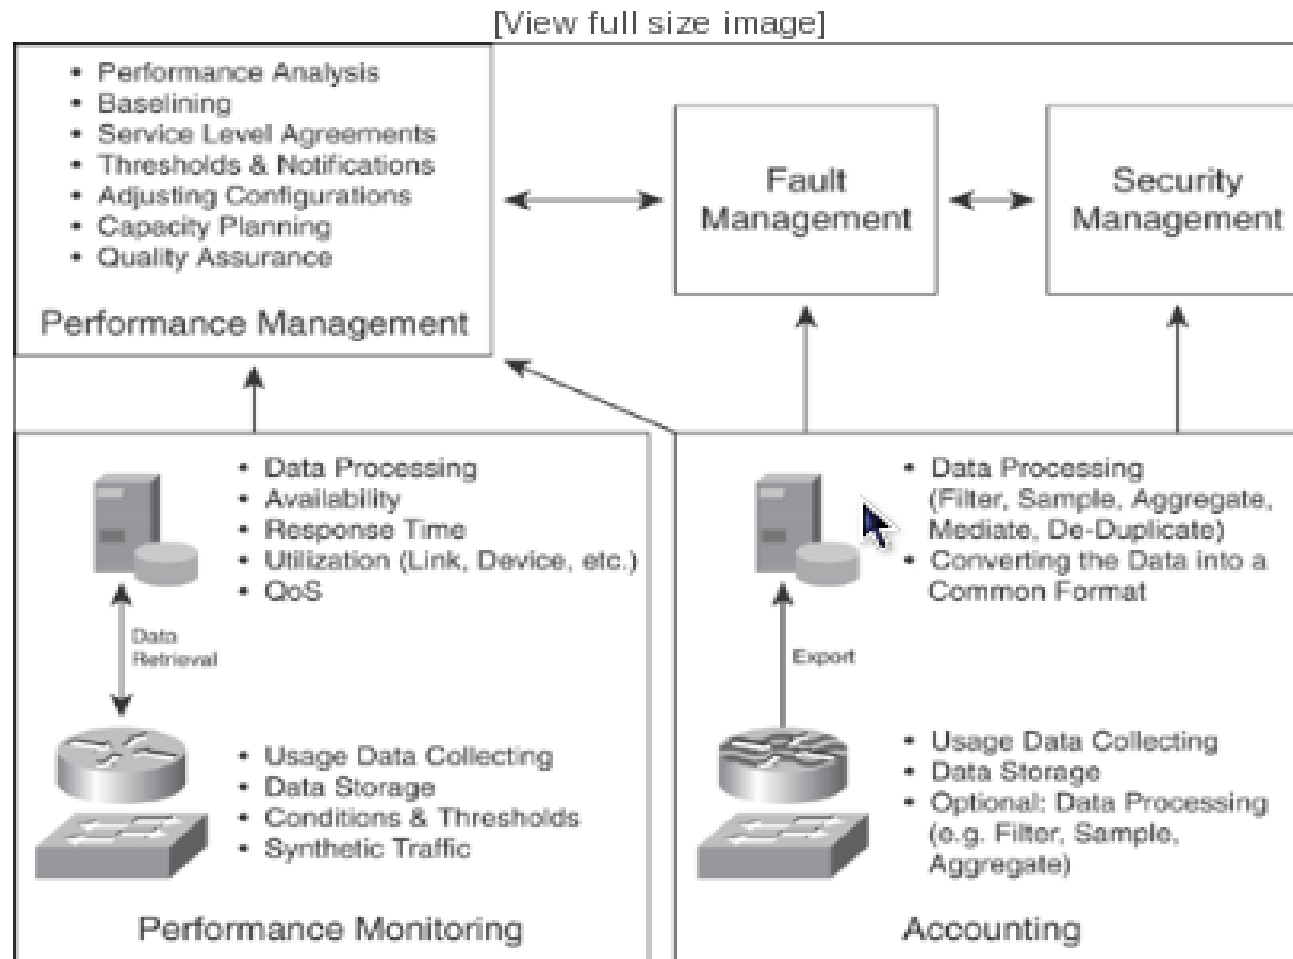 [View full size image]
• Performance Analysis
• Baselining
• Service Level Agreements
• Thresholds & Notifications
• Adjusting Configurations
• Capacity Planning
• Quality Assurance
Performance Management
Fault
Management
Security
Management
• Data Processing
• Availability
• Response Time
• Utilization (Link, Device, etc.)
• QoS
Data
Retrieval
• Usage Data Collecting
• Data Storage
• Conditions & Thresholds
• Synthetic Traffic
Performance Monitoring
• Data Processing
(Filter, Sample, Aggregate,
Mediate, De-Duplicate)
• Converting the Data into a
Common Format
Export
• Usage Data Collecting
• Data Storage
• Optional: Data Processing
(e.g. Filter, Sample,
Aggregate)
Accounting